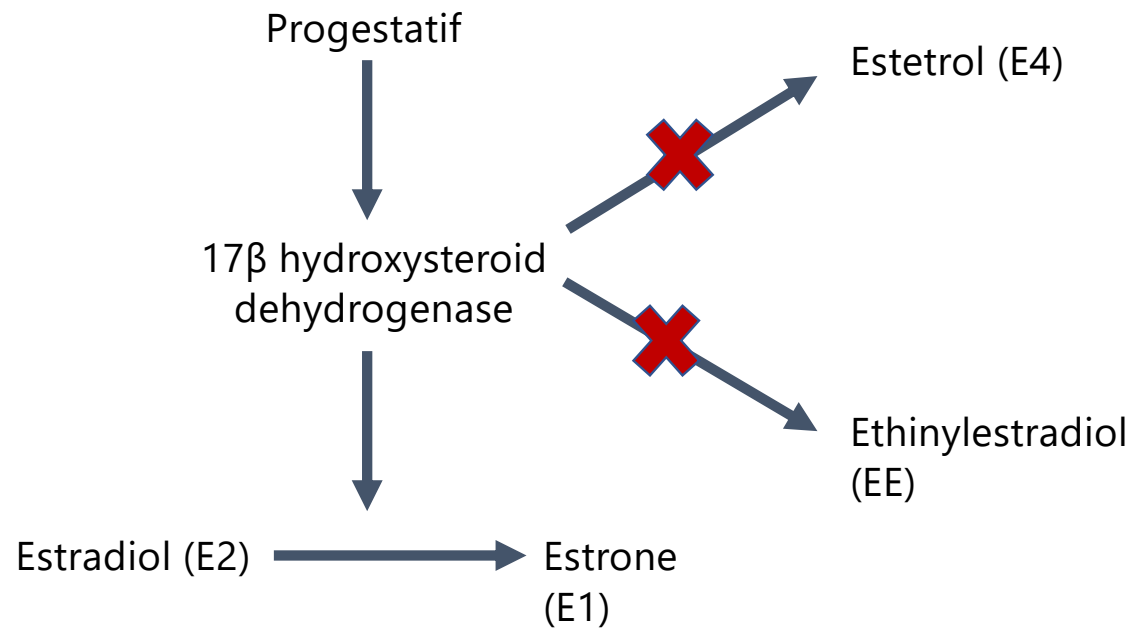 Progestatif
Estetrol (E4)
17β hydroxysteroid
dehydrogenase
Ethinylestradiol
(EE)
Estradiol (E2)
Estrone
(E1)